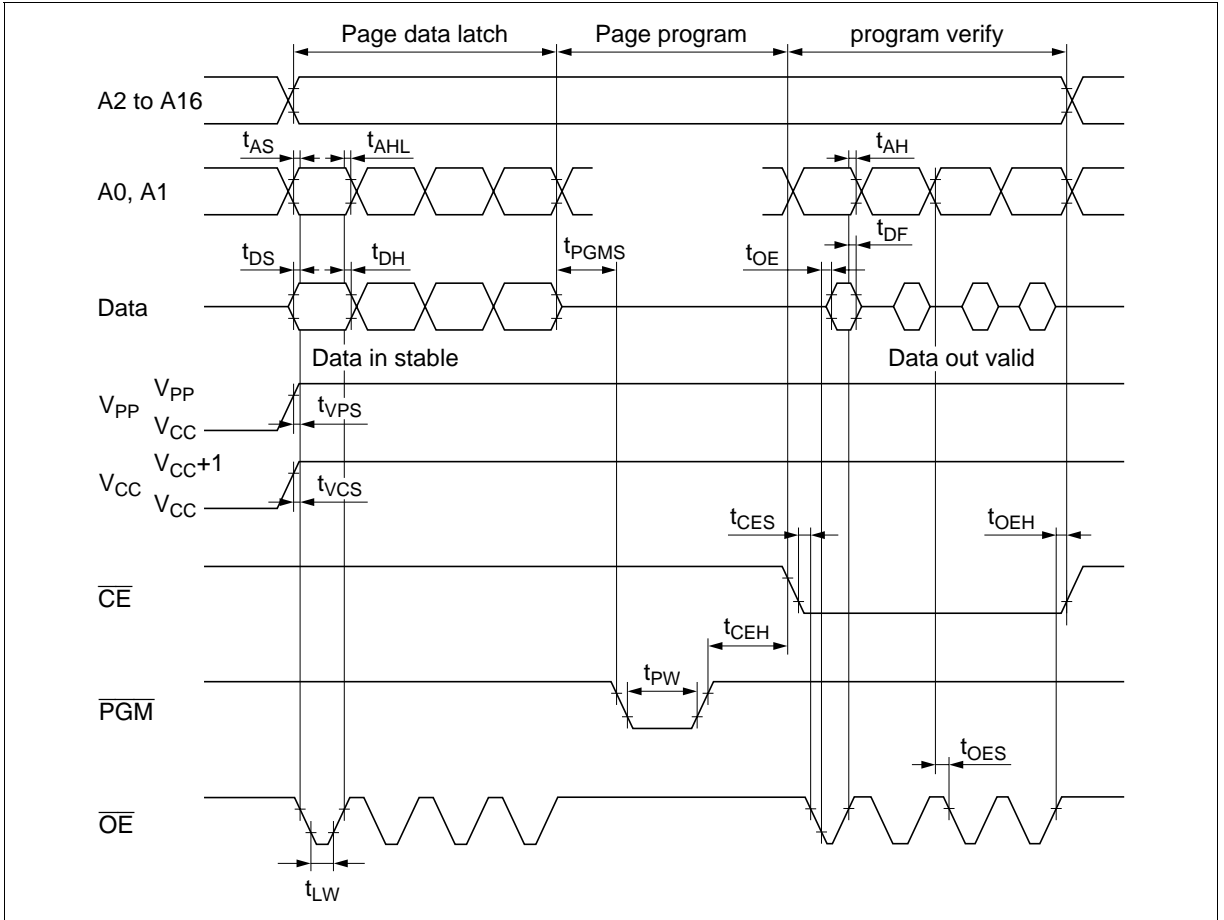 Page data latch Page program program verify
A2 to A16
tAS tAHL tAH
A0, A1
tDS tDH tPGMS tOE tDF
Data
Data in stable Data out valid
VPP VPP
tVPS
VCC
VCC VCC+1
tVCS
VCC
tCES tOEH
CE
tCEH
tPW
PGM
tOES
OE
tLW